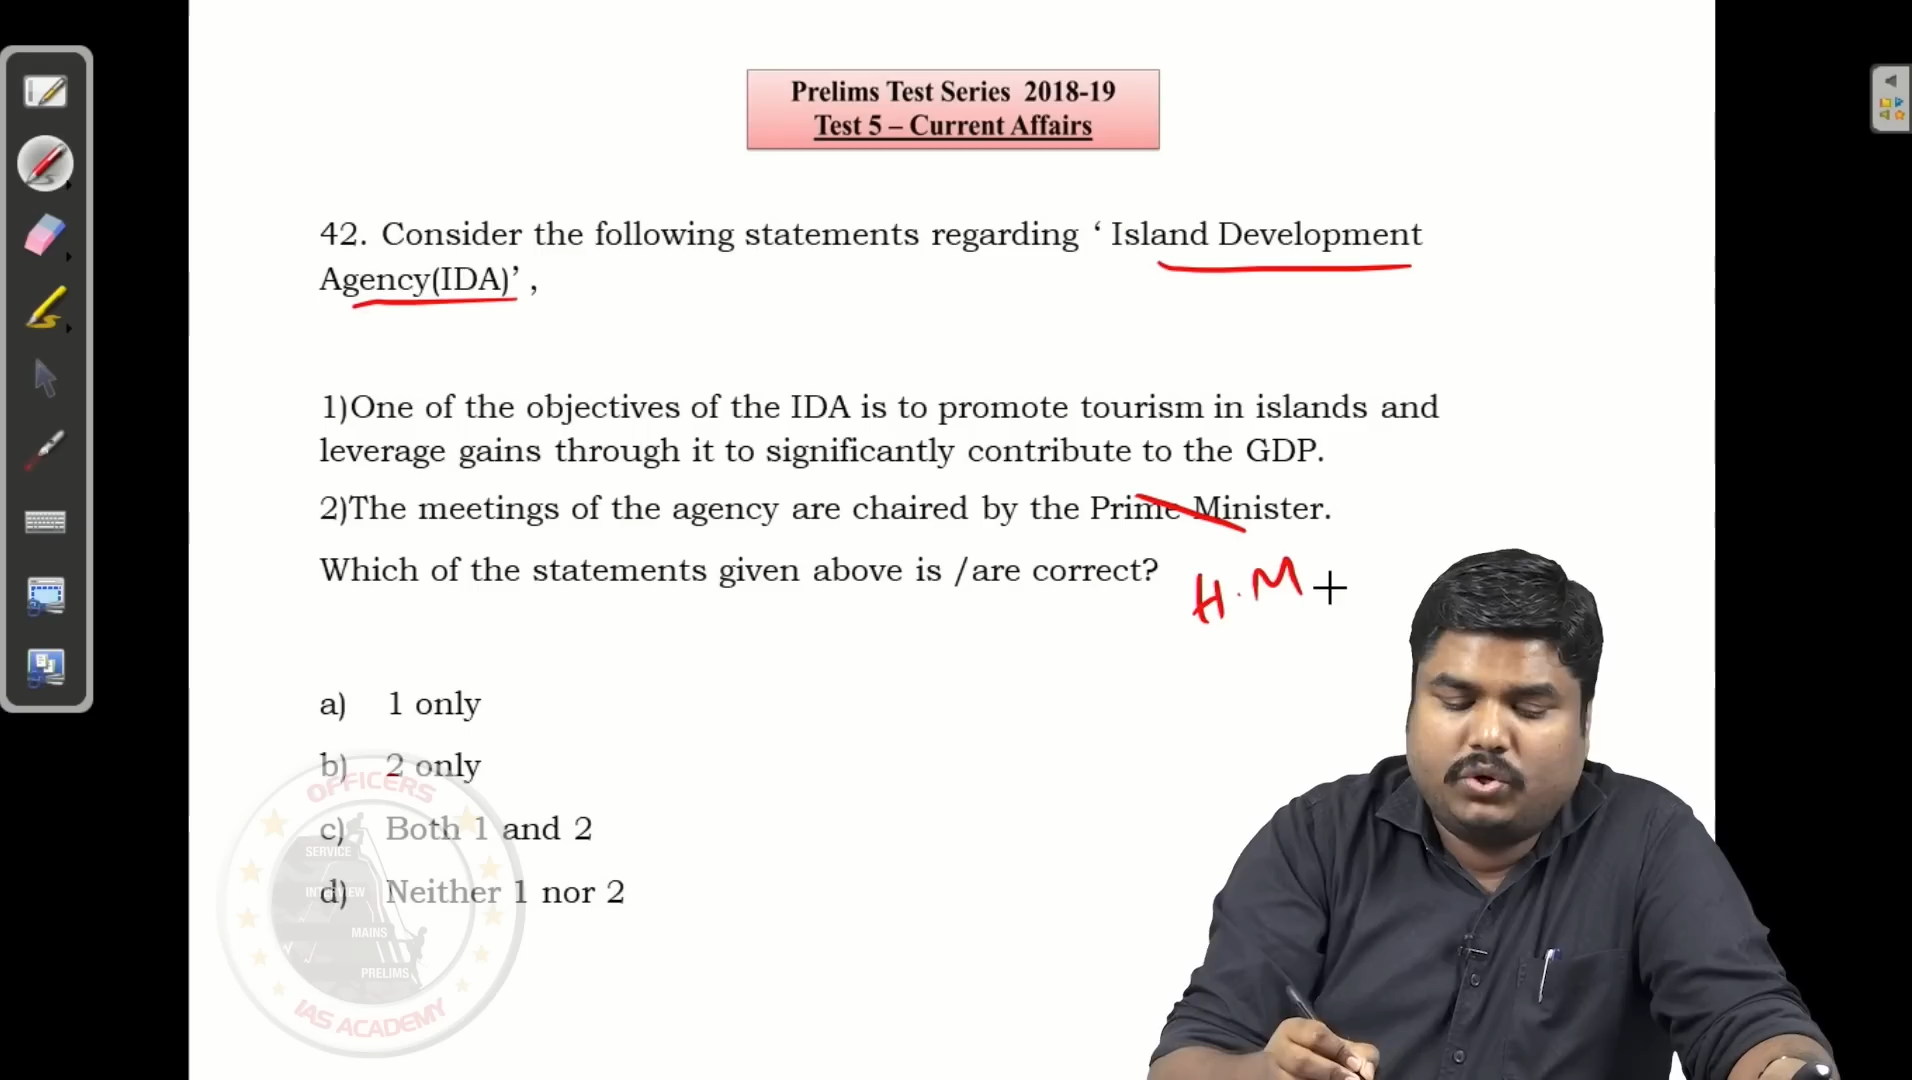 Prelims Test Series 2018-19
Test 5 – Current Affairs
42. Consider the following statements regarding ‘ Island Development
Agency(IDA)’ ,
1)One of the objectives of the IDA is to promote tourism in islands and
leverage gains through it to significantly contribute to the GDP.
2)The meetings of the agency are chaired by the Prime Minister.
Which of the statements given above is /are correct?
H.M
a) 1 only
b) 2 only
c) Both 1 and 2
d) Neither 1 nor 2
OFFICERS
SERVICE
INTERVIEW
MAINS
PRELIMS
IAS ACADEMY